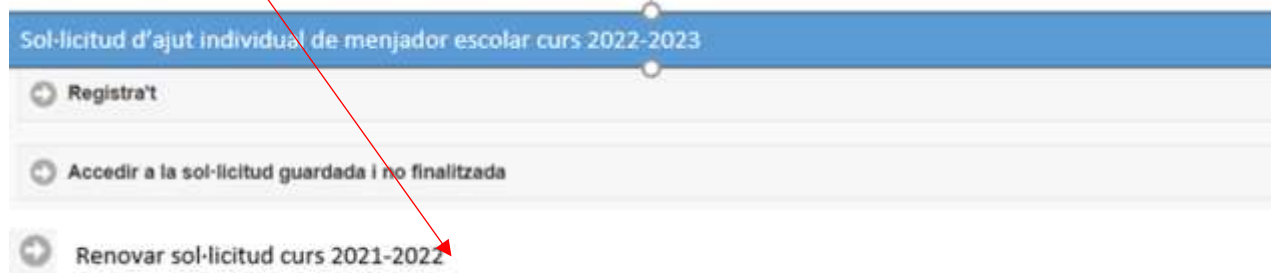 Sol·licitud d'ajut individual de menjador escolar curs 2022-2023
Registra't
Accedir a la sol·licitud guardada i no finalitzada
Renovar sol·licitud curs 2021-2022